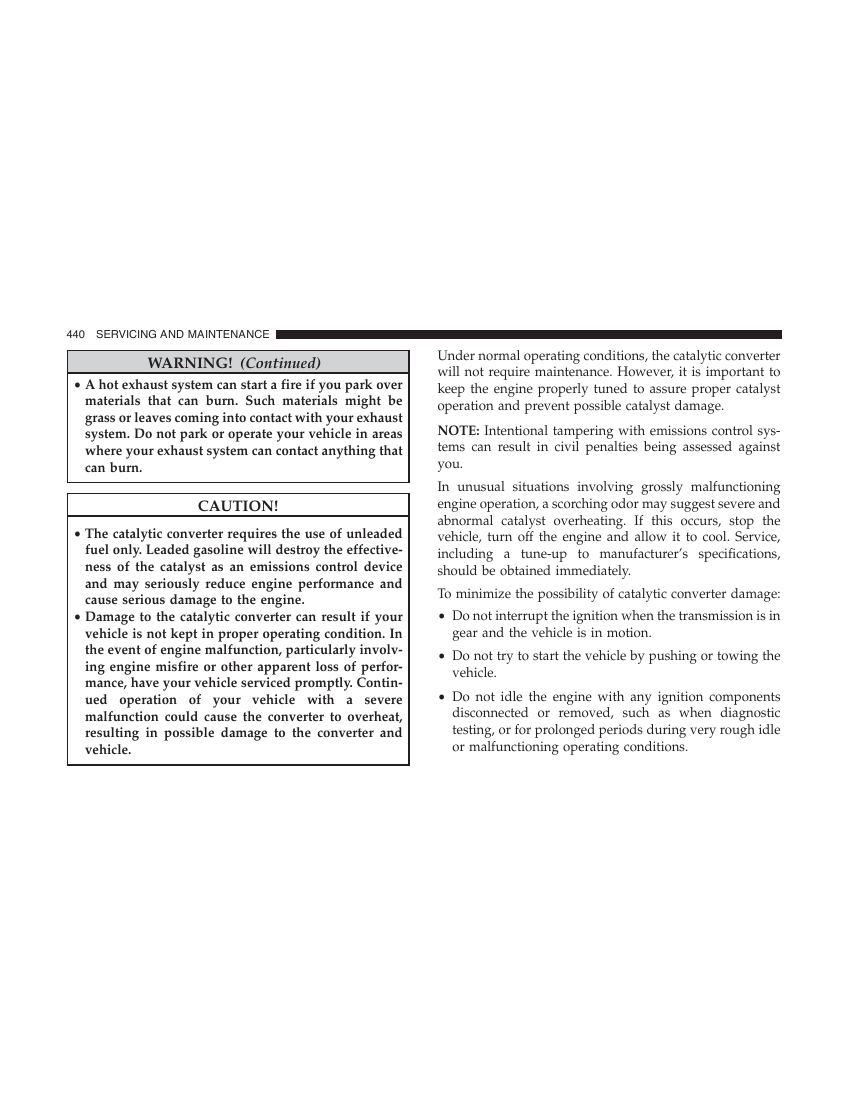 440 SERVICING AND MAINTENANCE
WARNING! (Continued)
• A hot exhaust system can start a fire if you park over
materials that can burn. Such materials might be
grass or leaves coming into contact with your exhaust
system. Do not park or operate your vehicle in areas
where your exhaust system can contact anything that
can burn.
CAUTION!
• The catalytic converter requires the use of unleaded
fuel only. Leaded gasoline will destroy the effective-
ness of the catalyst as an emissions control device
and may seriously reduce engine performance and
cause serious damage to the engine.
• Damage to the catalytic converter can result if your
vehicle is not kept in proper operating condition. In
the event of engine malfunction, particularly involv-
ing engine misfire or other apparent loss of perfor-
mance, have your vehicle serviced promptly. Contin-
ued operation of your vehicle with a severe
malfunction could cause the converter to overheat,
resulting in possible damage to the converter and
vehicle.
Under normal operating conditions, the catalytic converter
will not require maintenance. However, it is important to
keep the engine properly tuned to assure proper catalyst
operation and prevent possible catalyst damage.
NOTE: Intentional tampering with emissions control sys-
tems can result in civil penalties being assessed against
you.
In unusual situations involving grossly malfunctioning
engine operation, a scorching odor may suggest severe and
abnormal catalyst overheating. If this occurs, stop the
vehicle, turn off the engine and allow it to cool. Service,
including a tune-up to manufacturer's specifications,
should be obtained immediately.
To minimize the possibility of catalytic converter damage:
• Do not interrupt the ignition when the transmission is in
gear and the vehicle is in motion.
• Do not try to start the vehicle by pushing or towing the
vehicle.
• Do not idle the engine with any ignition components
disconnected or removed, such as when diagnostic
testing, or for prolonged periods during very rough idle
or malfunctioning operating conditions.